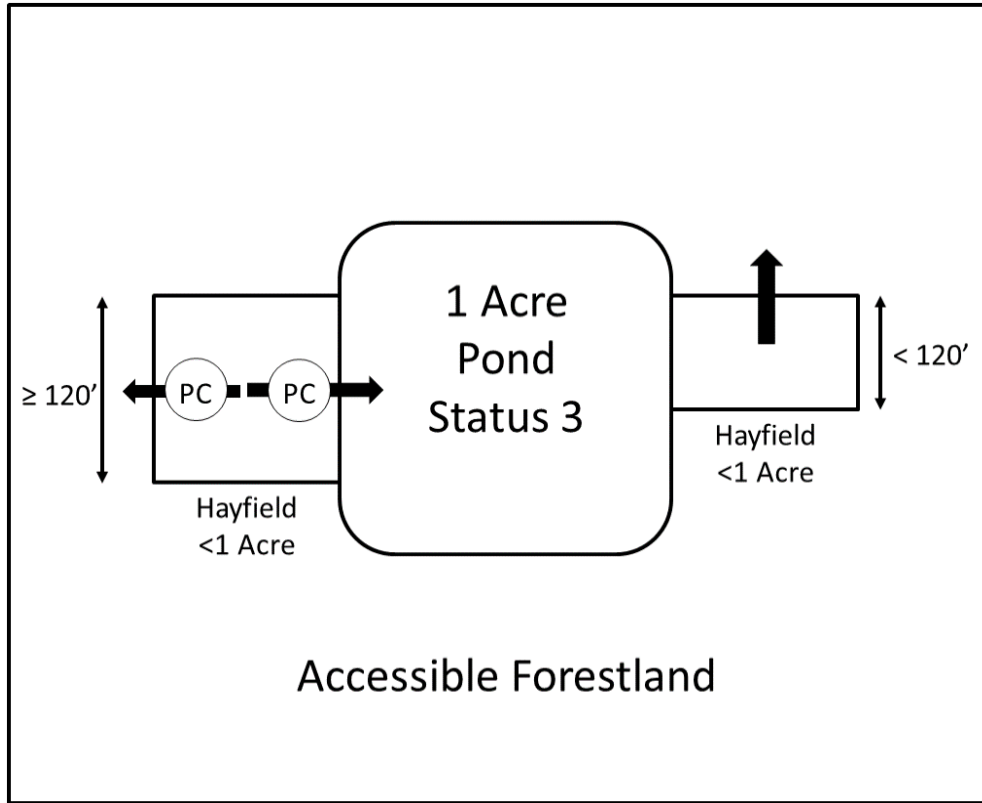 1 Acre
Pond
Status 3
≥ 120’
PC
PC
< 120’
Hayfield
<1 Acre
Hayfield
<1 Acre
Accessible Forestland